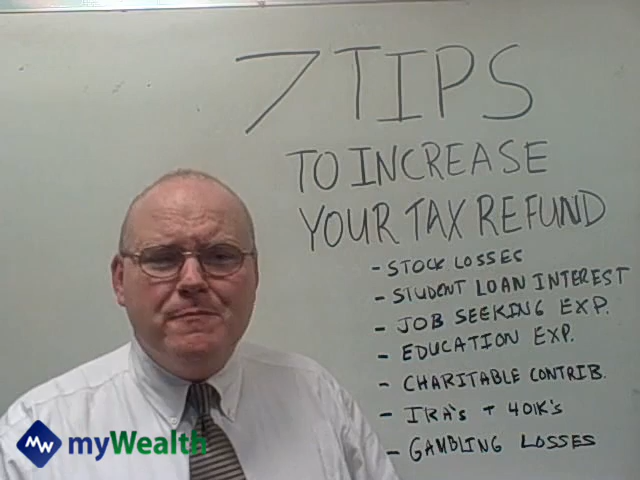 7 TIPS
TO INCREASE
YOUR TAX REFUND
- STOCK LOSSES
- STUDENT LOAN INTEREST
- JOB SEEKING EXP.
- EDUCATION EXP.
- CHARITABLE CONTRIB.
- IRA's + 401K's
- GAMBLING LOSSES
MW myWealth